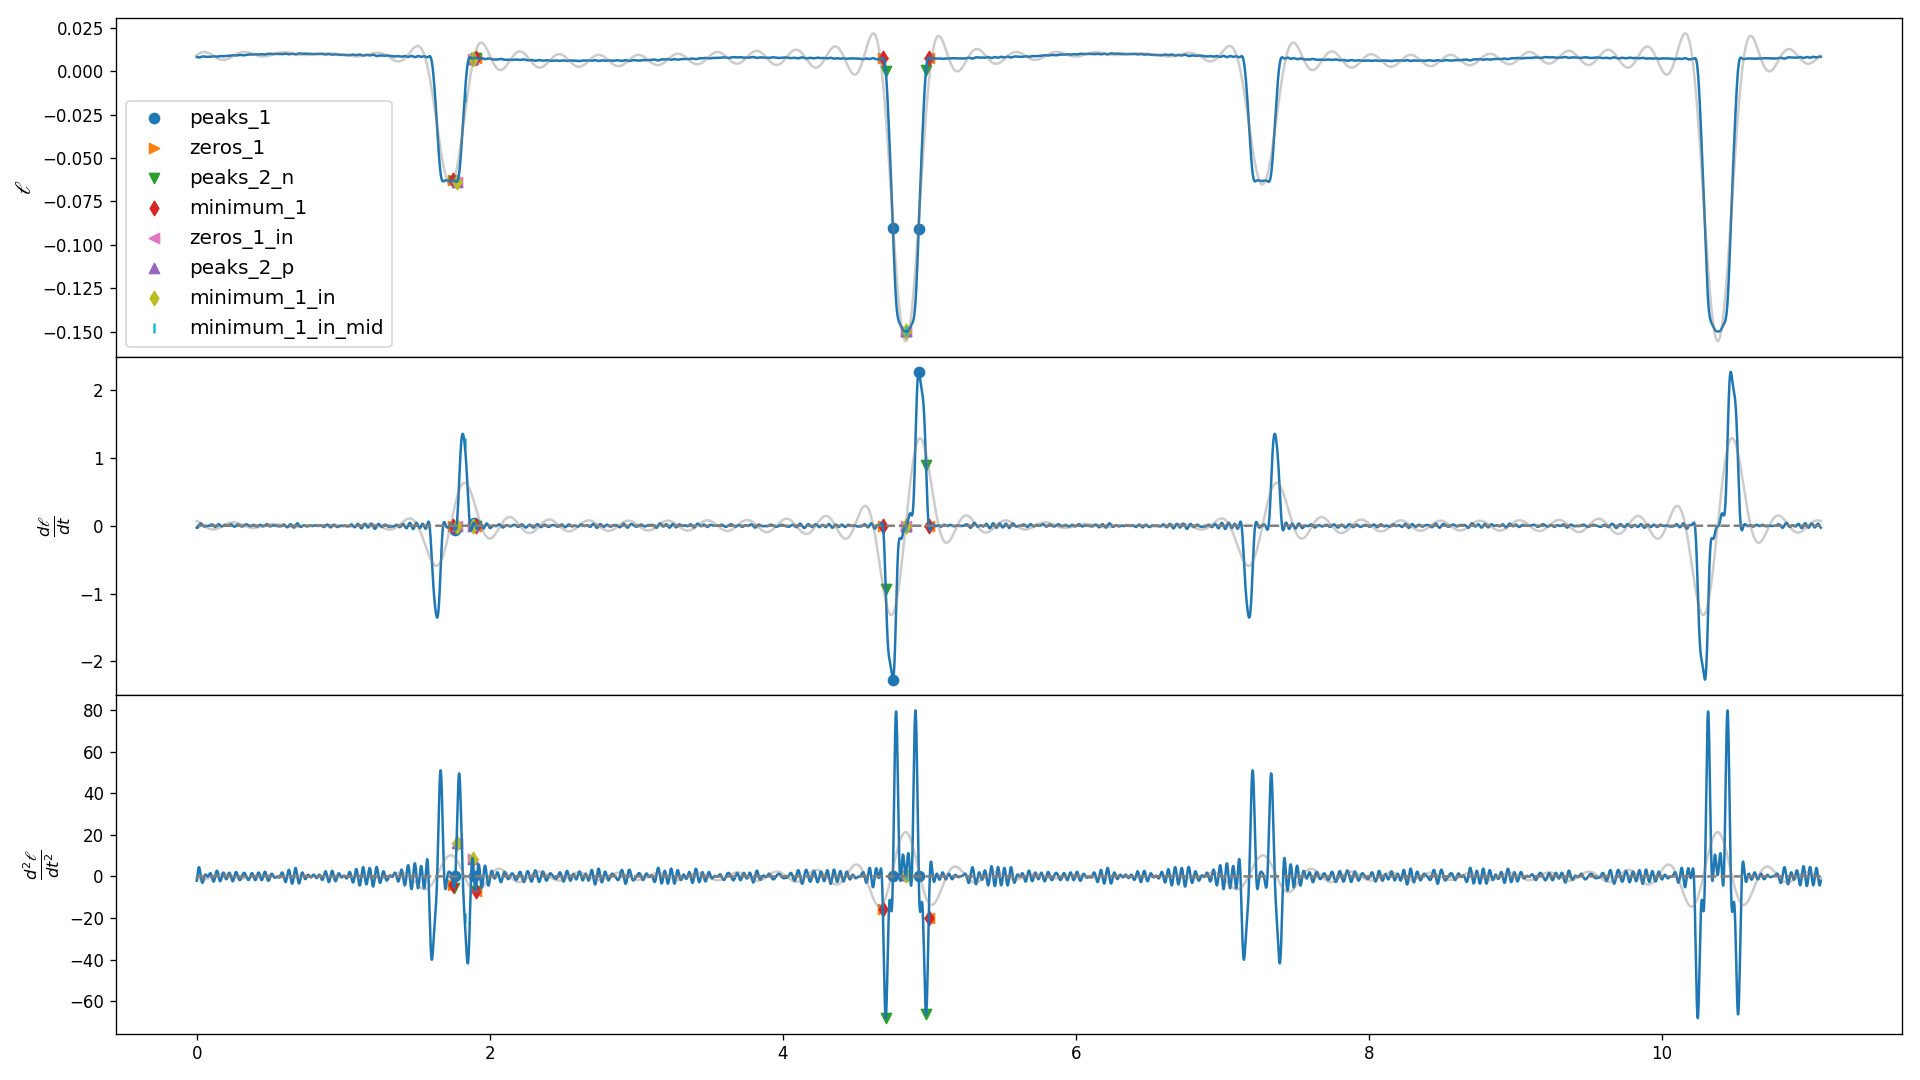 0.025
0.000
−0.025
−0.050
−0.075
−0.100
−0.125
−0.150
ℓ
peaks_1
zeros_1
peaks_2_n
minimum_1
zeros_1_in
peaks_2_p
minimum_1_in
minimum_1_in_mid
2
1
0
−1
−2
dℓ
dt
80
60
40
20
0
−20
−40
−60
d²ℓ
dt²
0 2 4 6 8 10